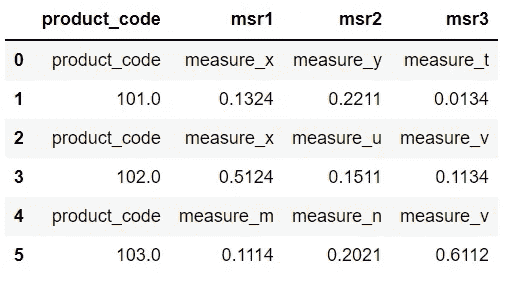 product_code msr1 msr2 msr3
0 product_code measure_x measure_y measure_t
1 101.0 0.1324 0.2211 0.0134
2 product_code measure_x measure_u measure_v
3 102.0 0.5124 0.1511 0.1134
4 product_code measure_m measure_n measure_v
5 103.0 0.1114 0.2021 0.6112